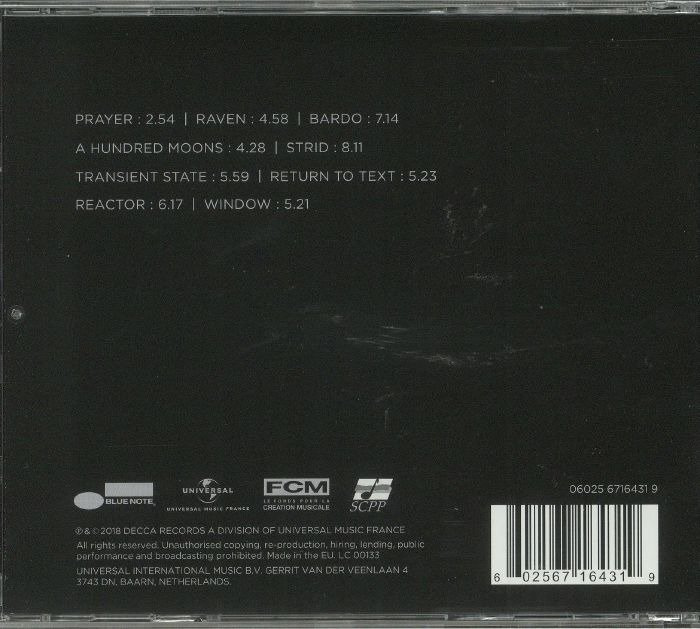 PRAYER : 2.54 | RAVEN : 4.58 | BARDO : 7.14
A HUNDRED MOONS : 4.28 | STRID : 8.11
TRANSIENT STATE : 5.59 | RETURN TO TEXT : 5.23
REACTOR : 6.17 | WINDOW : 5.21
BLUE NOTE
UNIVERSAL
UNIVERSAL MUSIC FRANCE
FCM
LE FONDS POUR LA
CRÉATION MUSICALE
SCPP
06025 6716431 9
℗ & © 2018 DECCA RECORDS A DIVISION OF UNIVERSAL MUSIC FRANCE
All rights reserved. Unauthorised copying, re-production, hiring, lending, public
performance and broadcasting prohibited. Made in the EU. LC 00133
UNIVERSAL INTERNATIONAL MUSIC B.V. GERRIT VAN DER VEENLAAN 4
3743 DN, BAARN, NETHERLANDS.
6 02567 16431 9